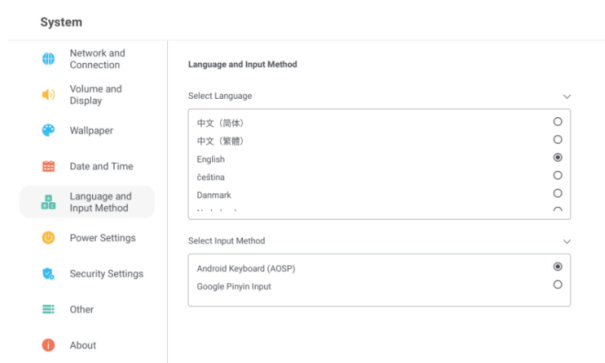 System
Network and
Connection
Volume and
Display
Wallpaper
Date and Time
Language and
Input Method
Power Settings
Security Settings
Other
About
Language and Input Method
Select Language
中文（简体）
中文（繁體）
English
čeština
Danmark
Select Input Method
Android Keyboard (AOSP)
Google Pinyin Input